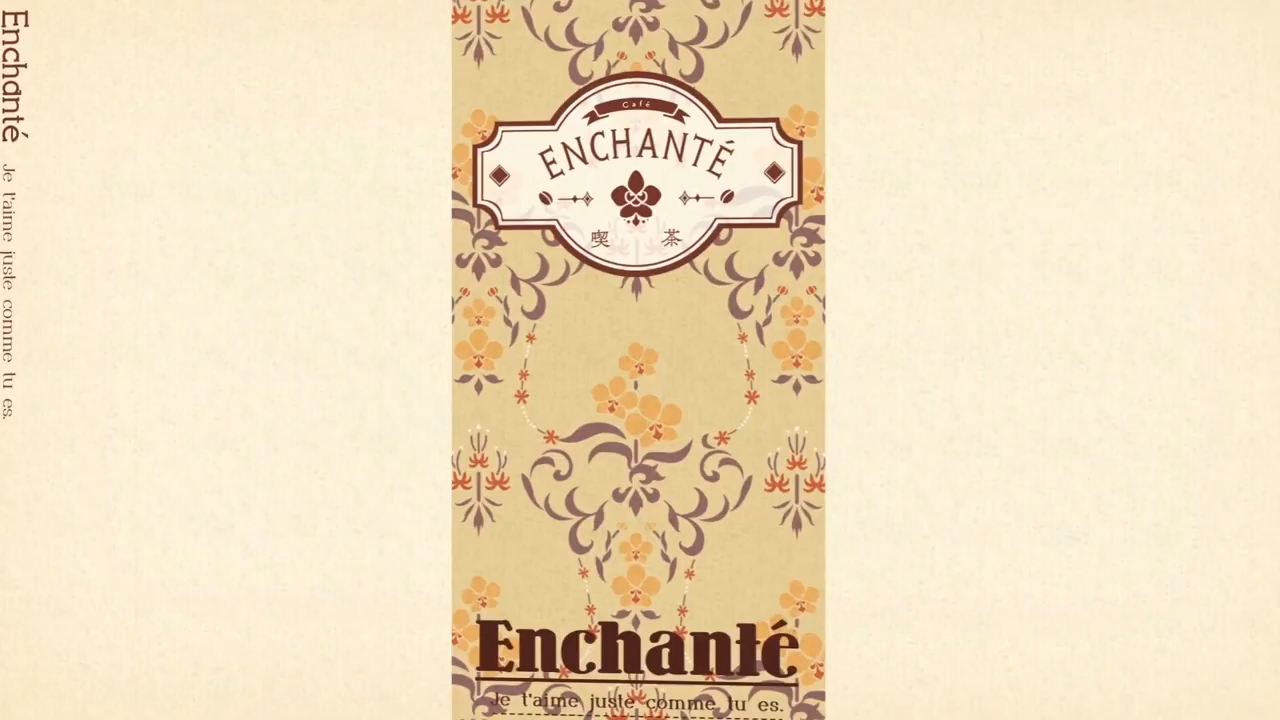 Enchanté Je t'aime juste comme tu es.
Café
ENCHANTÉ
喫 茶
Enchanté
Je t'aime juste comme tu es.